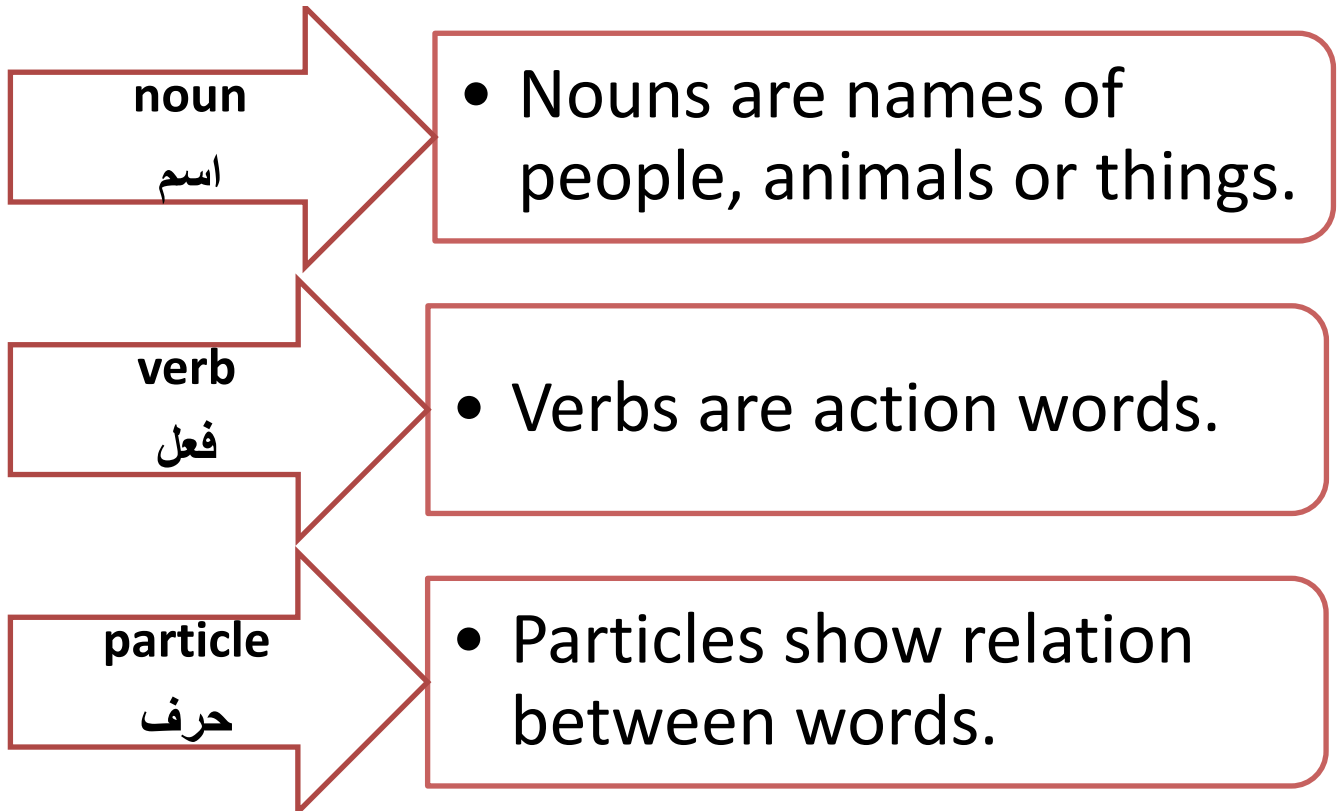 noun
اسم
• Nouns are names of
people, animals or things.
verb
فعل
• Verbs are action words.
particle
حرف
• Particles show relation
between words.